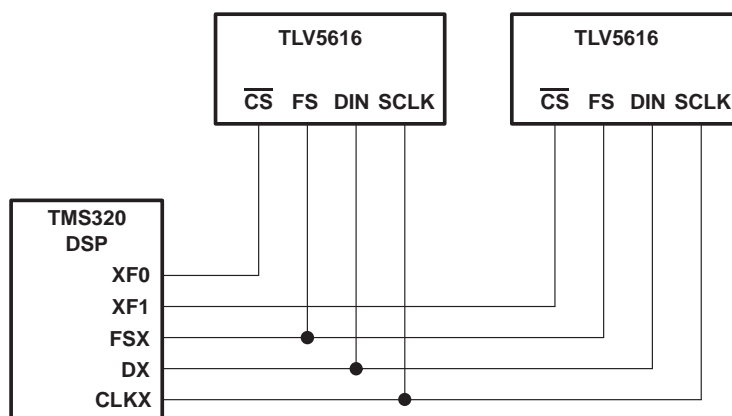 TLV5616
CS FS DIN SCLK
TLV5616
CS FS DIN SCLK
TMS320
DSP
XF0
XF1
FSX
DX
CLKX